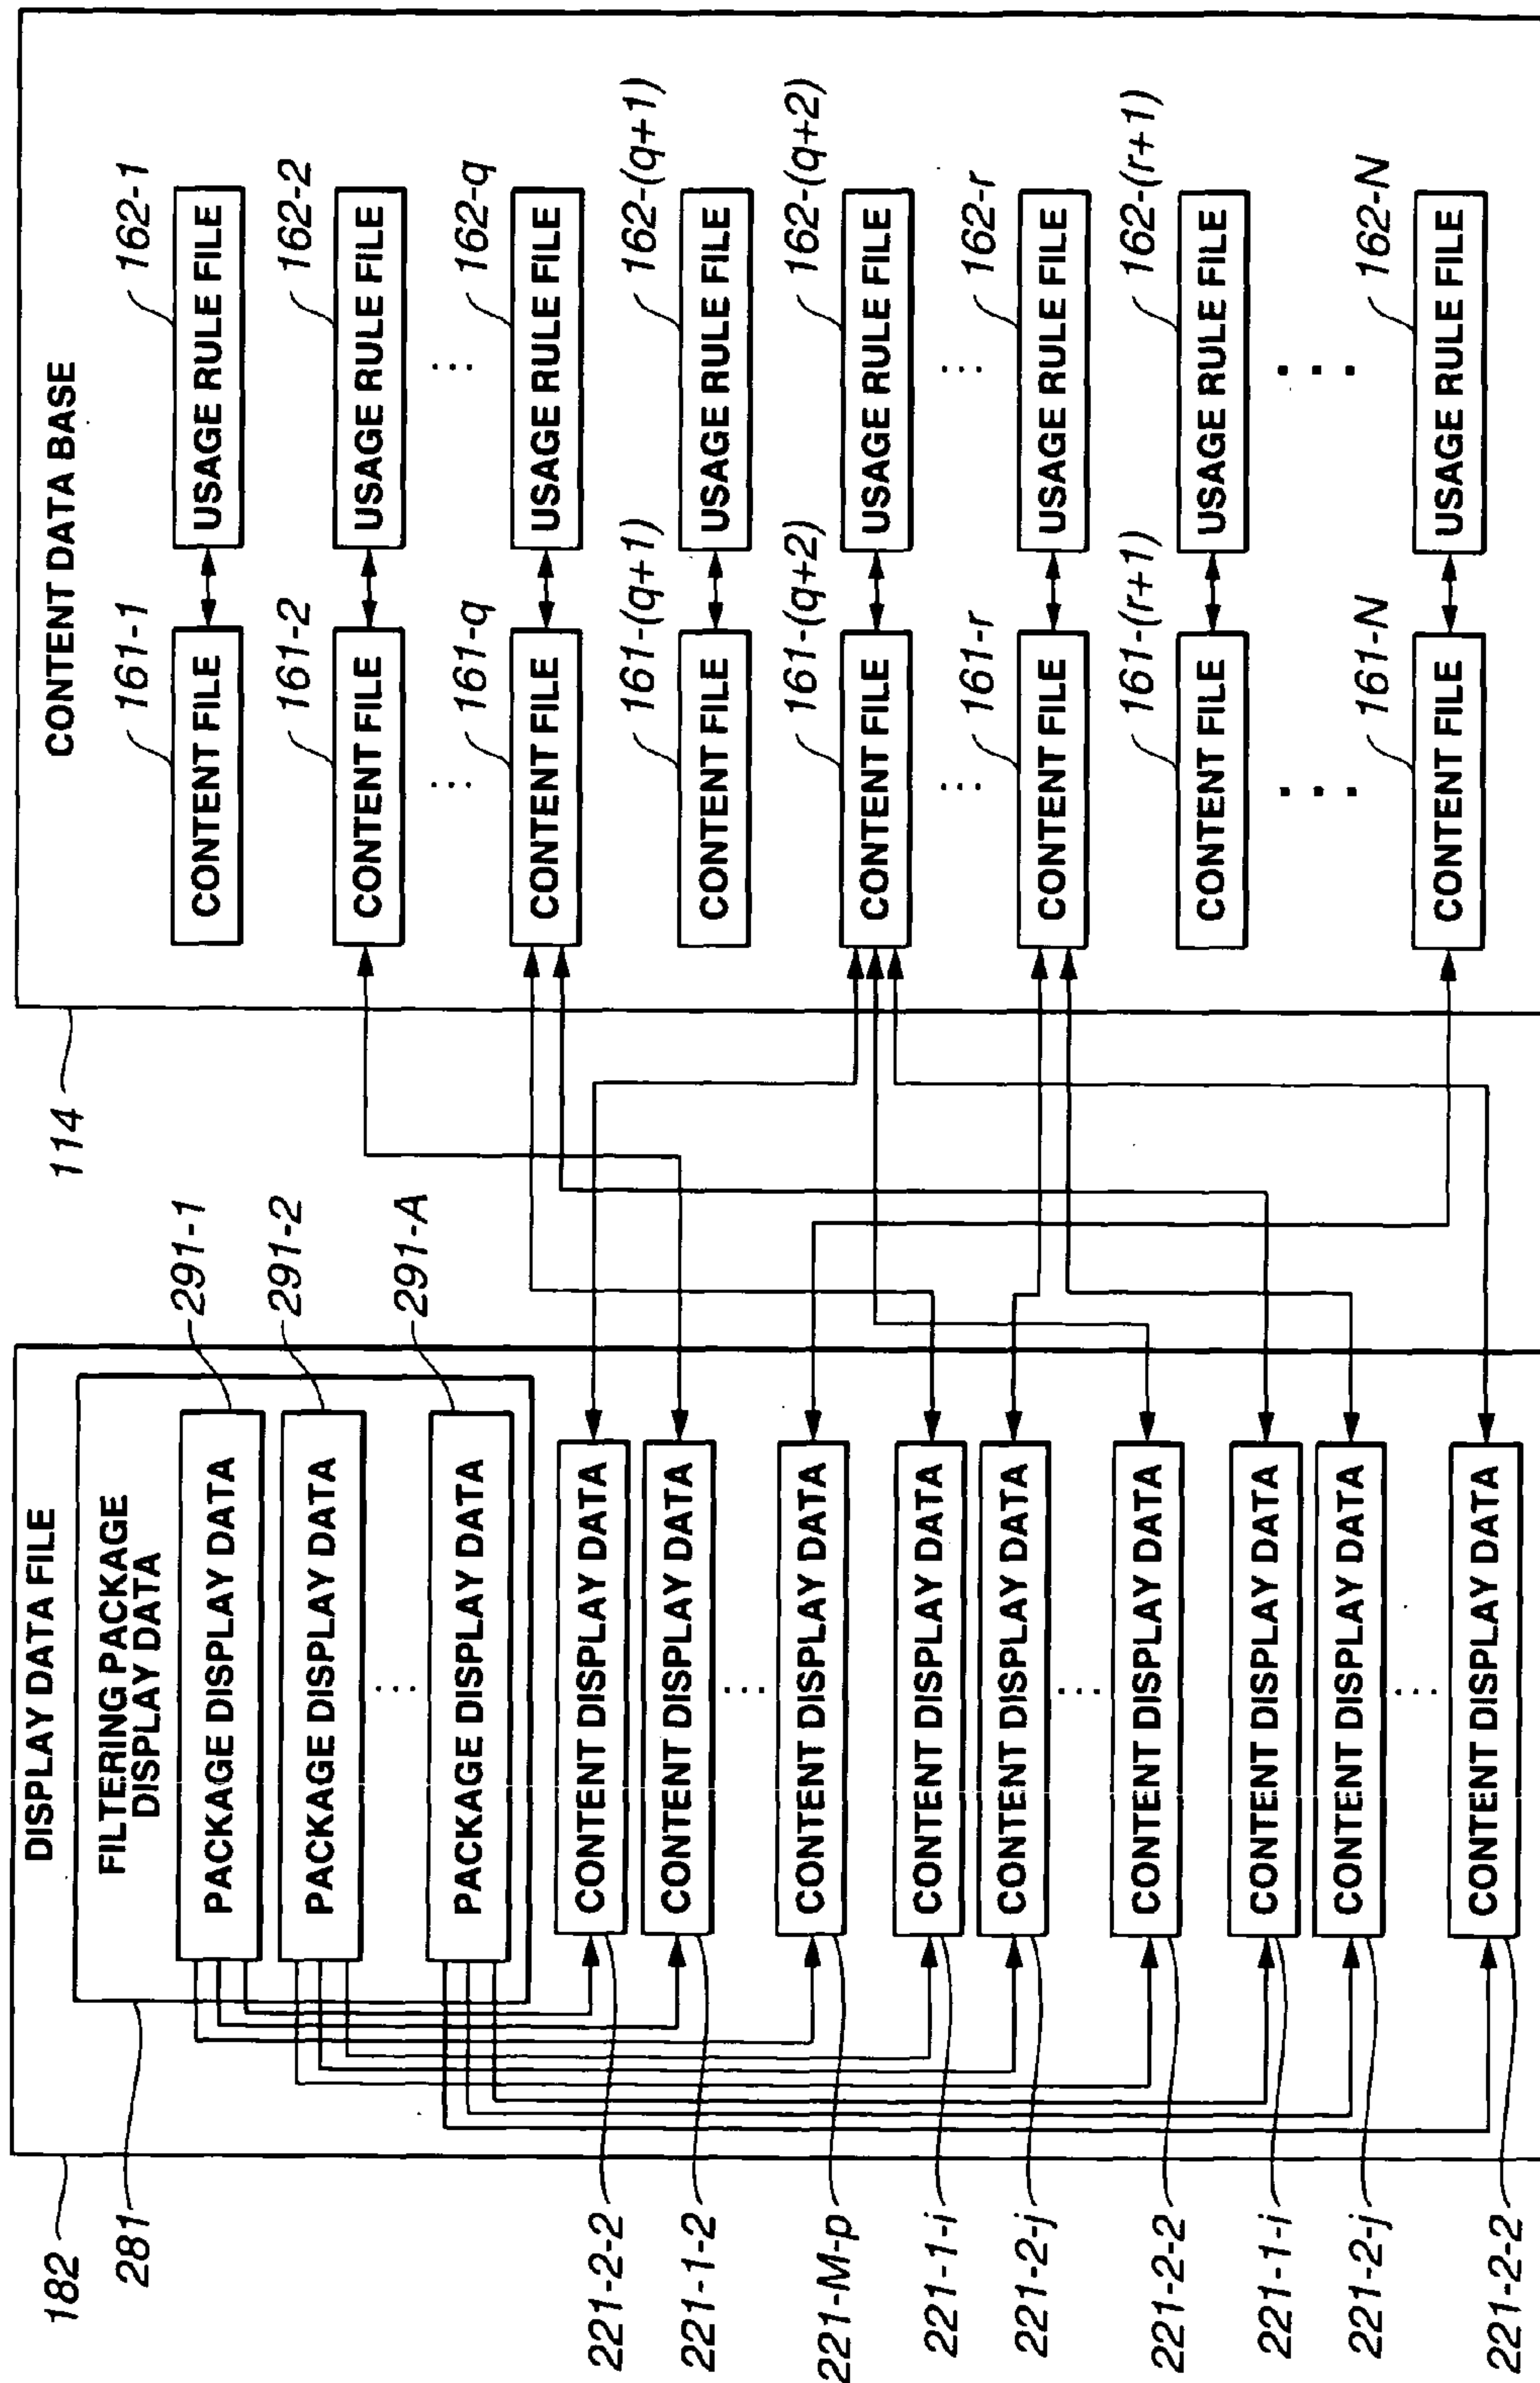 DISPLAY DATA FILE
182
FILTERING PACKAGE
DISPLAY DATA
281
PACKAGE DISPLAY DATA
291-1
PACKAGE DISPLAY DATA
291-2
...
PACKAGE DISPLAY DATA
291-A
221-2-2
CONTENT DISPLAY DATA
221-1-2
CONTENT DISPLAY DATA
...
221-M-p
CONTENT DISPLAY DATA
221-1-i
CONTENT DISPLAY DATA
221-2-j
CONTENT DISPLAY DATA
...
221-2-2
CONTENT DISPLAY DATA
221-1-i
CONTENT DISPLAY DATA
221-2-j
CONTENT DISPLAY DATA
...
221-2-2
CONTENT DISPLAY DATA
114
CONTENT DATA BASE
161-1
162-1
CONTENT FILE
USAGE RULE FILE
161-2
162-2
CONTENT FILE
USAGE RULE FILE
...
...
161-q
162-q
CONTENT FILE
USAGE RULE FILE
161-(q+1)
162-(q+1)
CONTENT FILE
USAGE RULE FILE
161-(q+2)
162-(q+2)
CONTENT FILE
USAGE RULE FILE
...
...
161-r
162-r
CONTENT FILE
USAGE RULE FILE
161-(r+1)
162-(r+1)
CONTENT FILE
USAGE RULE FILE
...
...
161-N
162-N
CONTENT FILE
USAGE RULE FILE